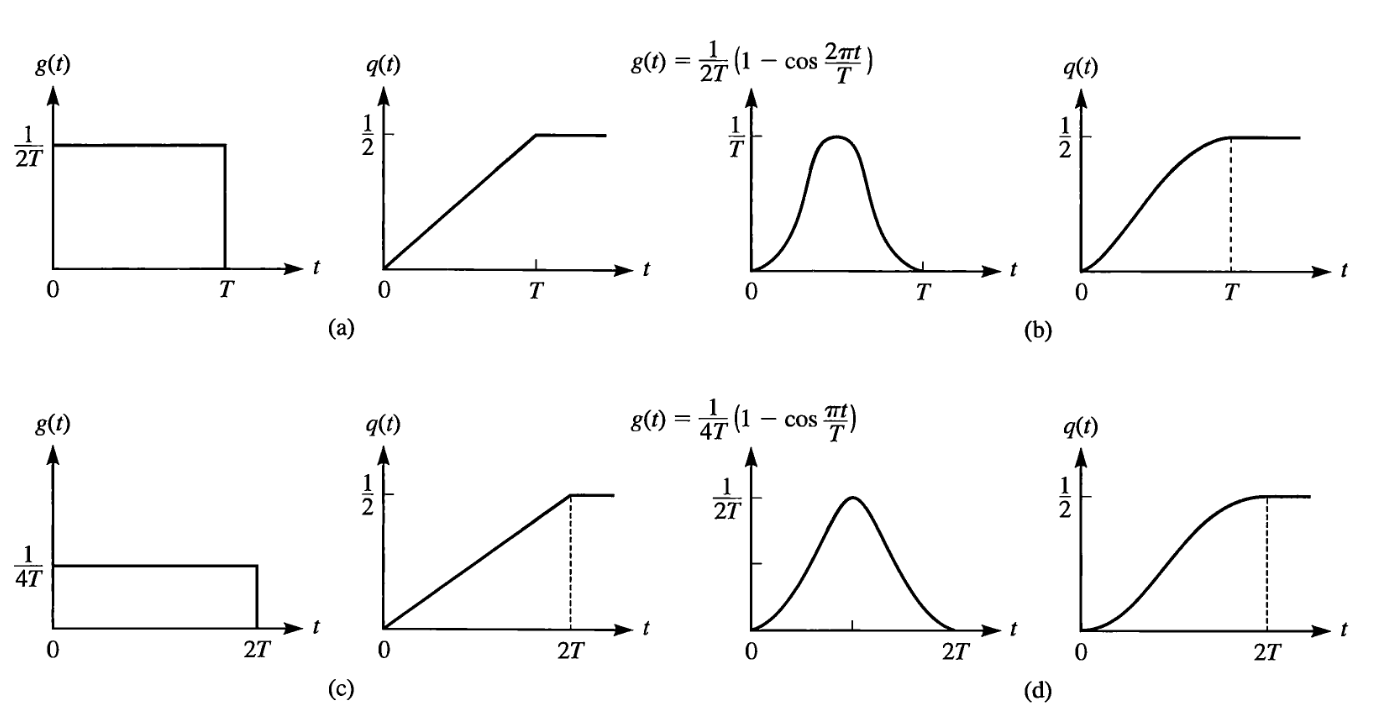 g(t) q(t) g(t) = 1/2T (1 − cos 2πt/T) q(t)
1/2T 1/2 1/T 1/2
t t t t
0 T 0 T 0 T 0 T
(a) (b)
g(t) q(t) g(t) = 1/4T (1 − cos πt/T) q(t)
1/2 1/2T 1/2
1/4T
t t t t
0 2T 0 2T 0 2T 0 2T
(c) (d)